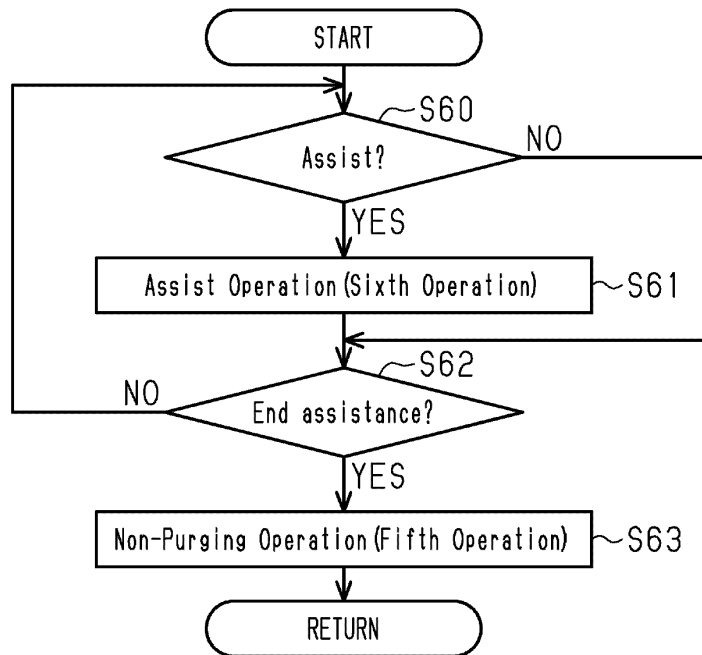 START
S60
Assist?
NO
YES
Assist Operation(Sixth Operation)
S61
S62
NO
End assistance?
YES
Non-Purging Operation(Fifth Operation)
S63
RETURN